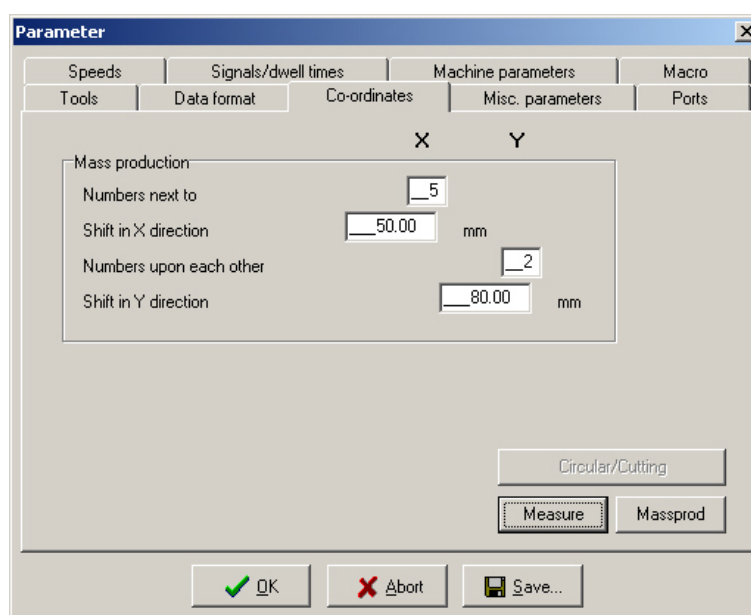 Parameter
Speeds Signals/dwell times Machine parameters Macro
Tools Data format Co-ordinates Misc. parameters Ports
X Y
Mass production
Numbers next to __5
Shift in X direction ___50.00 mm
Numbers upon each other __2
Shift in Y direction ___80.00 mm
Circular/Cutting
Measure Massprod
OK Abort Save...